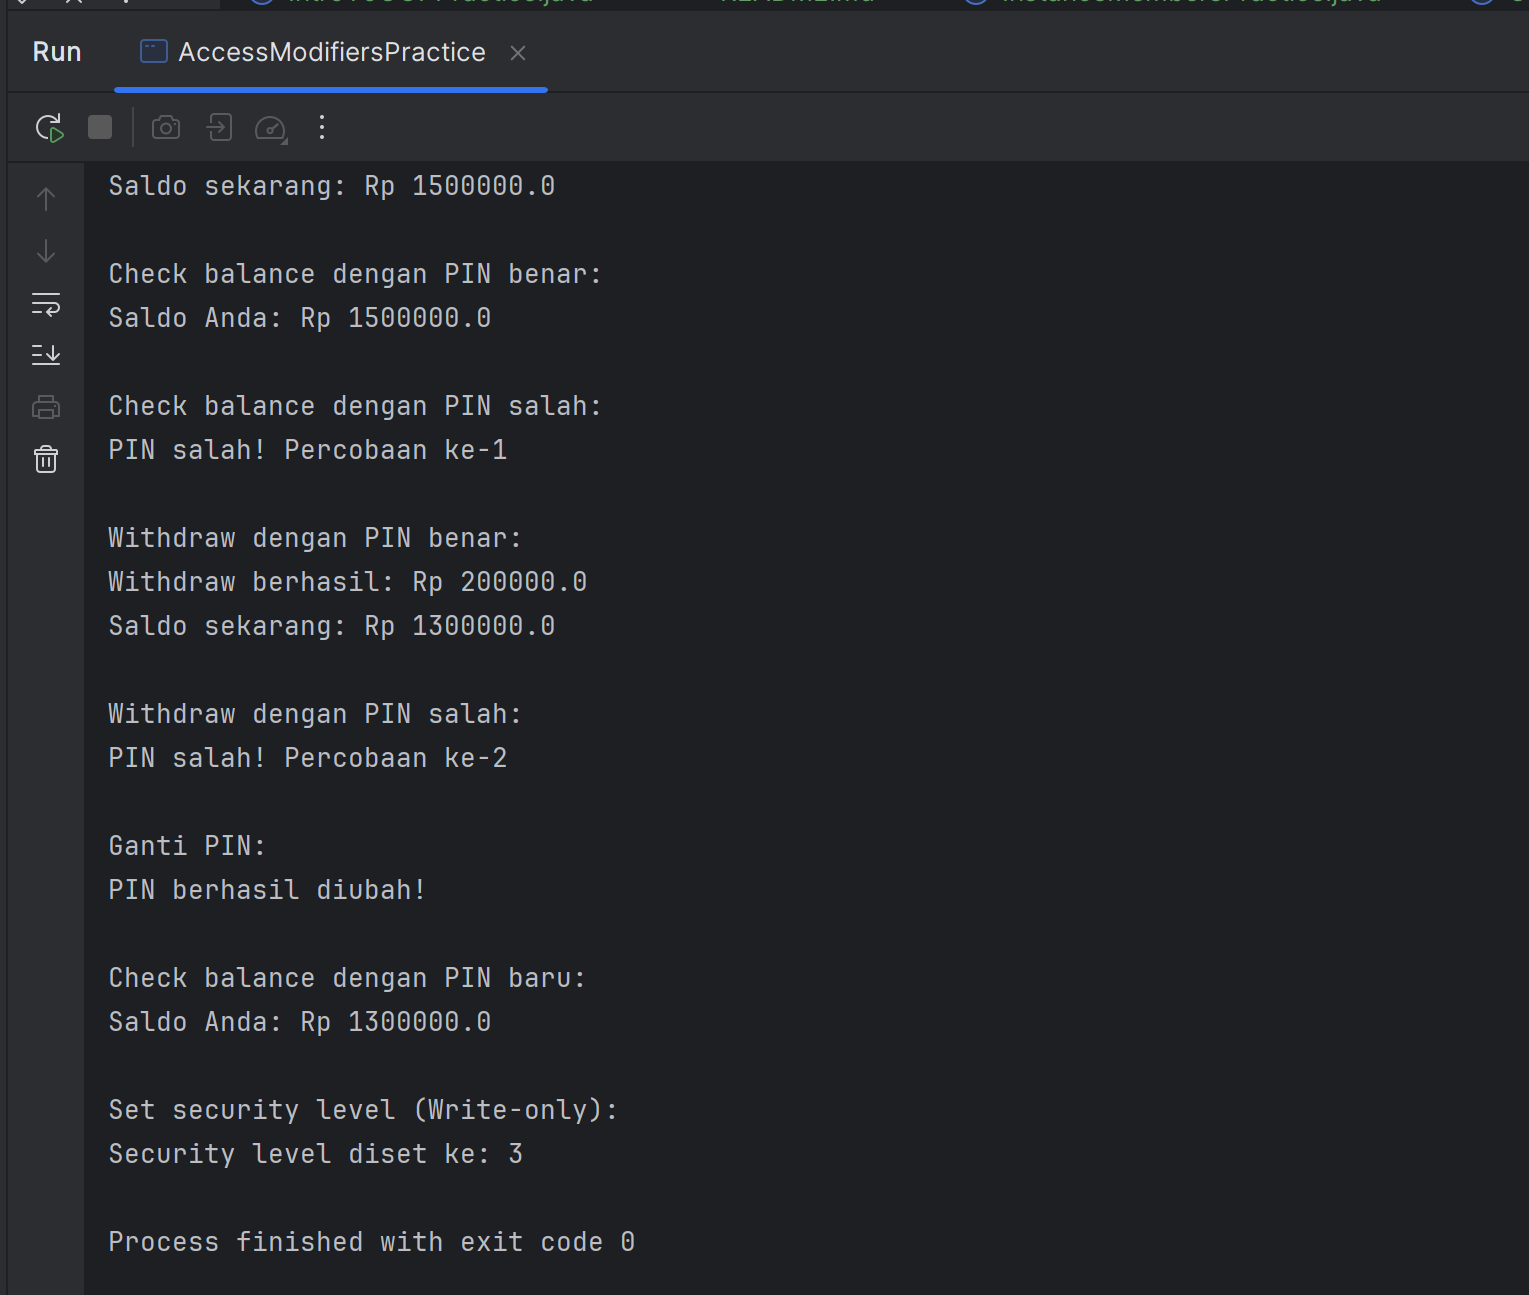 Run
AccessModifiersPractice
Saldo sekarang: Rp 1500000.0
Check balance dengan PIN benar:
Saldo Anda: Rp 1500000.0
Check balance dengan PIN salah:
PIN salah! Percobaan ke-1
Withdraw dengan PIN benar:
Withdraw berhasil: Rp 200000.0
Saldo sekarang: Rp 1300000.0
Withdraw dengan PIN salah:
PIN salah! Percobaan ke-2
Ganti PIN:
PIN berhasil diubah!
Check balance dengan PIN baru:
Saldo Anda: Rp 1300000.0
Set security level (Write-only):
Security level diset ke: 3
Process finished with exit code 0